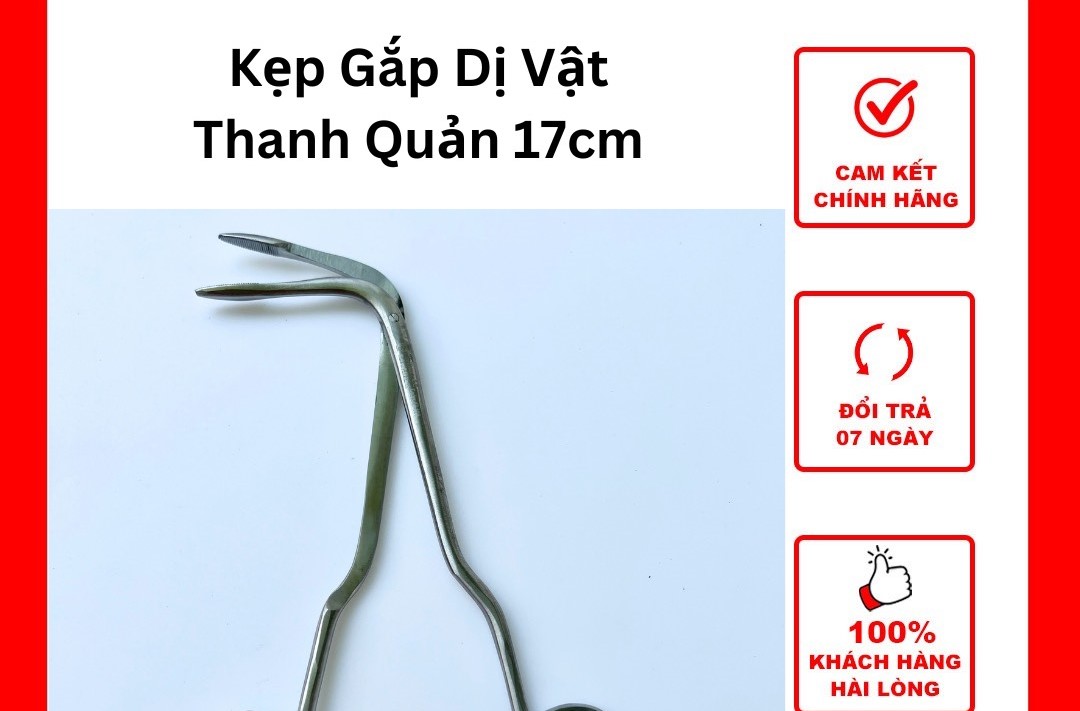 Kẹp Gắp Dị Vật
Thanh Quản 17cm
CAM KẾT
CHÍNH HÃNG
ĐỔI TRẢ
07 NGÀY
100%
KHÁCH HÀNG
HÀI LÒNG